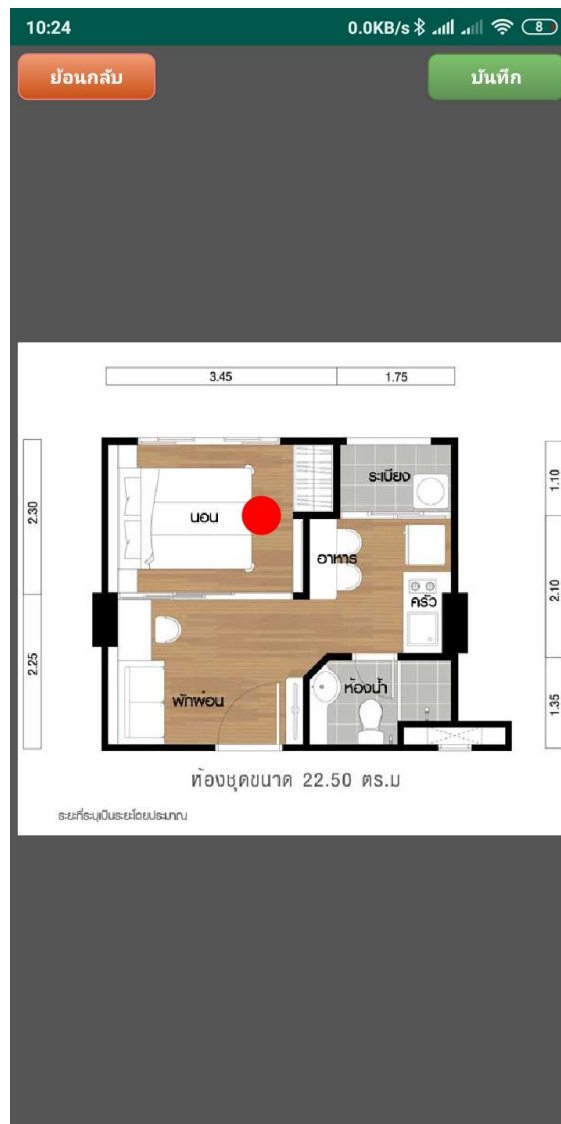 10:24 0.0KB/s 8
ย้อนกลับ บันทึก
3.45 1.75
ระเบียง
1.10
2.30
นอน
อาหาร
ครัว
2.10
2.25
ห้องน้ำ
พักผ่อน
1.35
ห้องชุดขนาด 22.50 ตร.ม
ระยะที่ระบุเป็นระยะโดยประมาณ